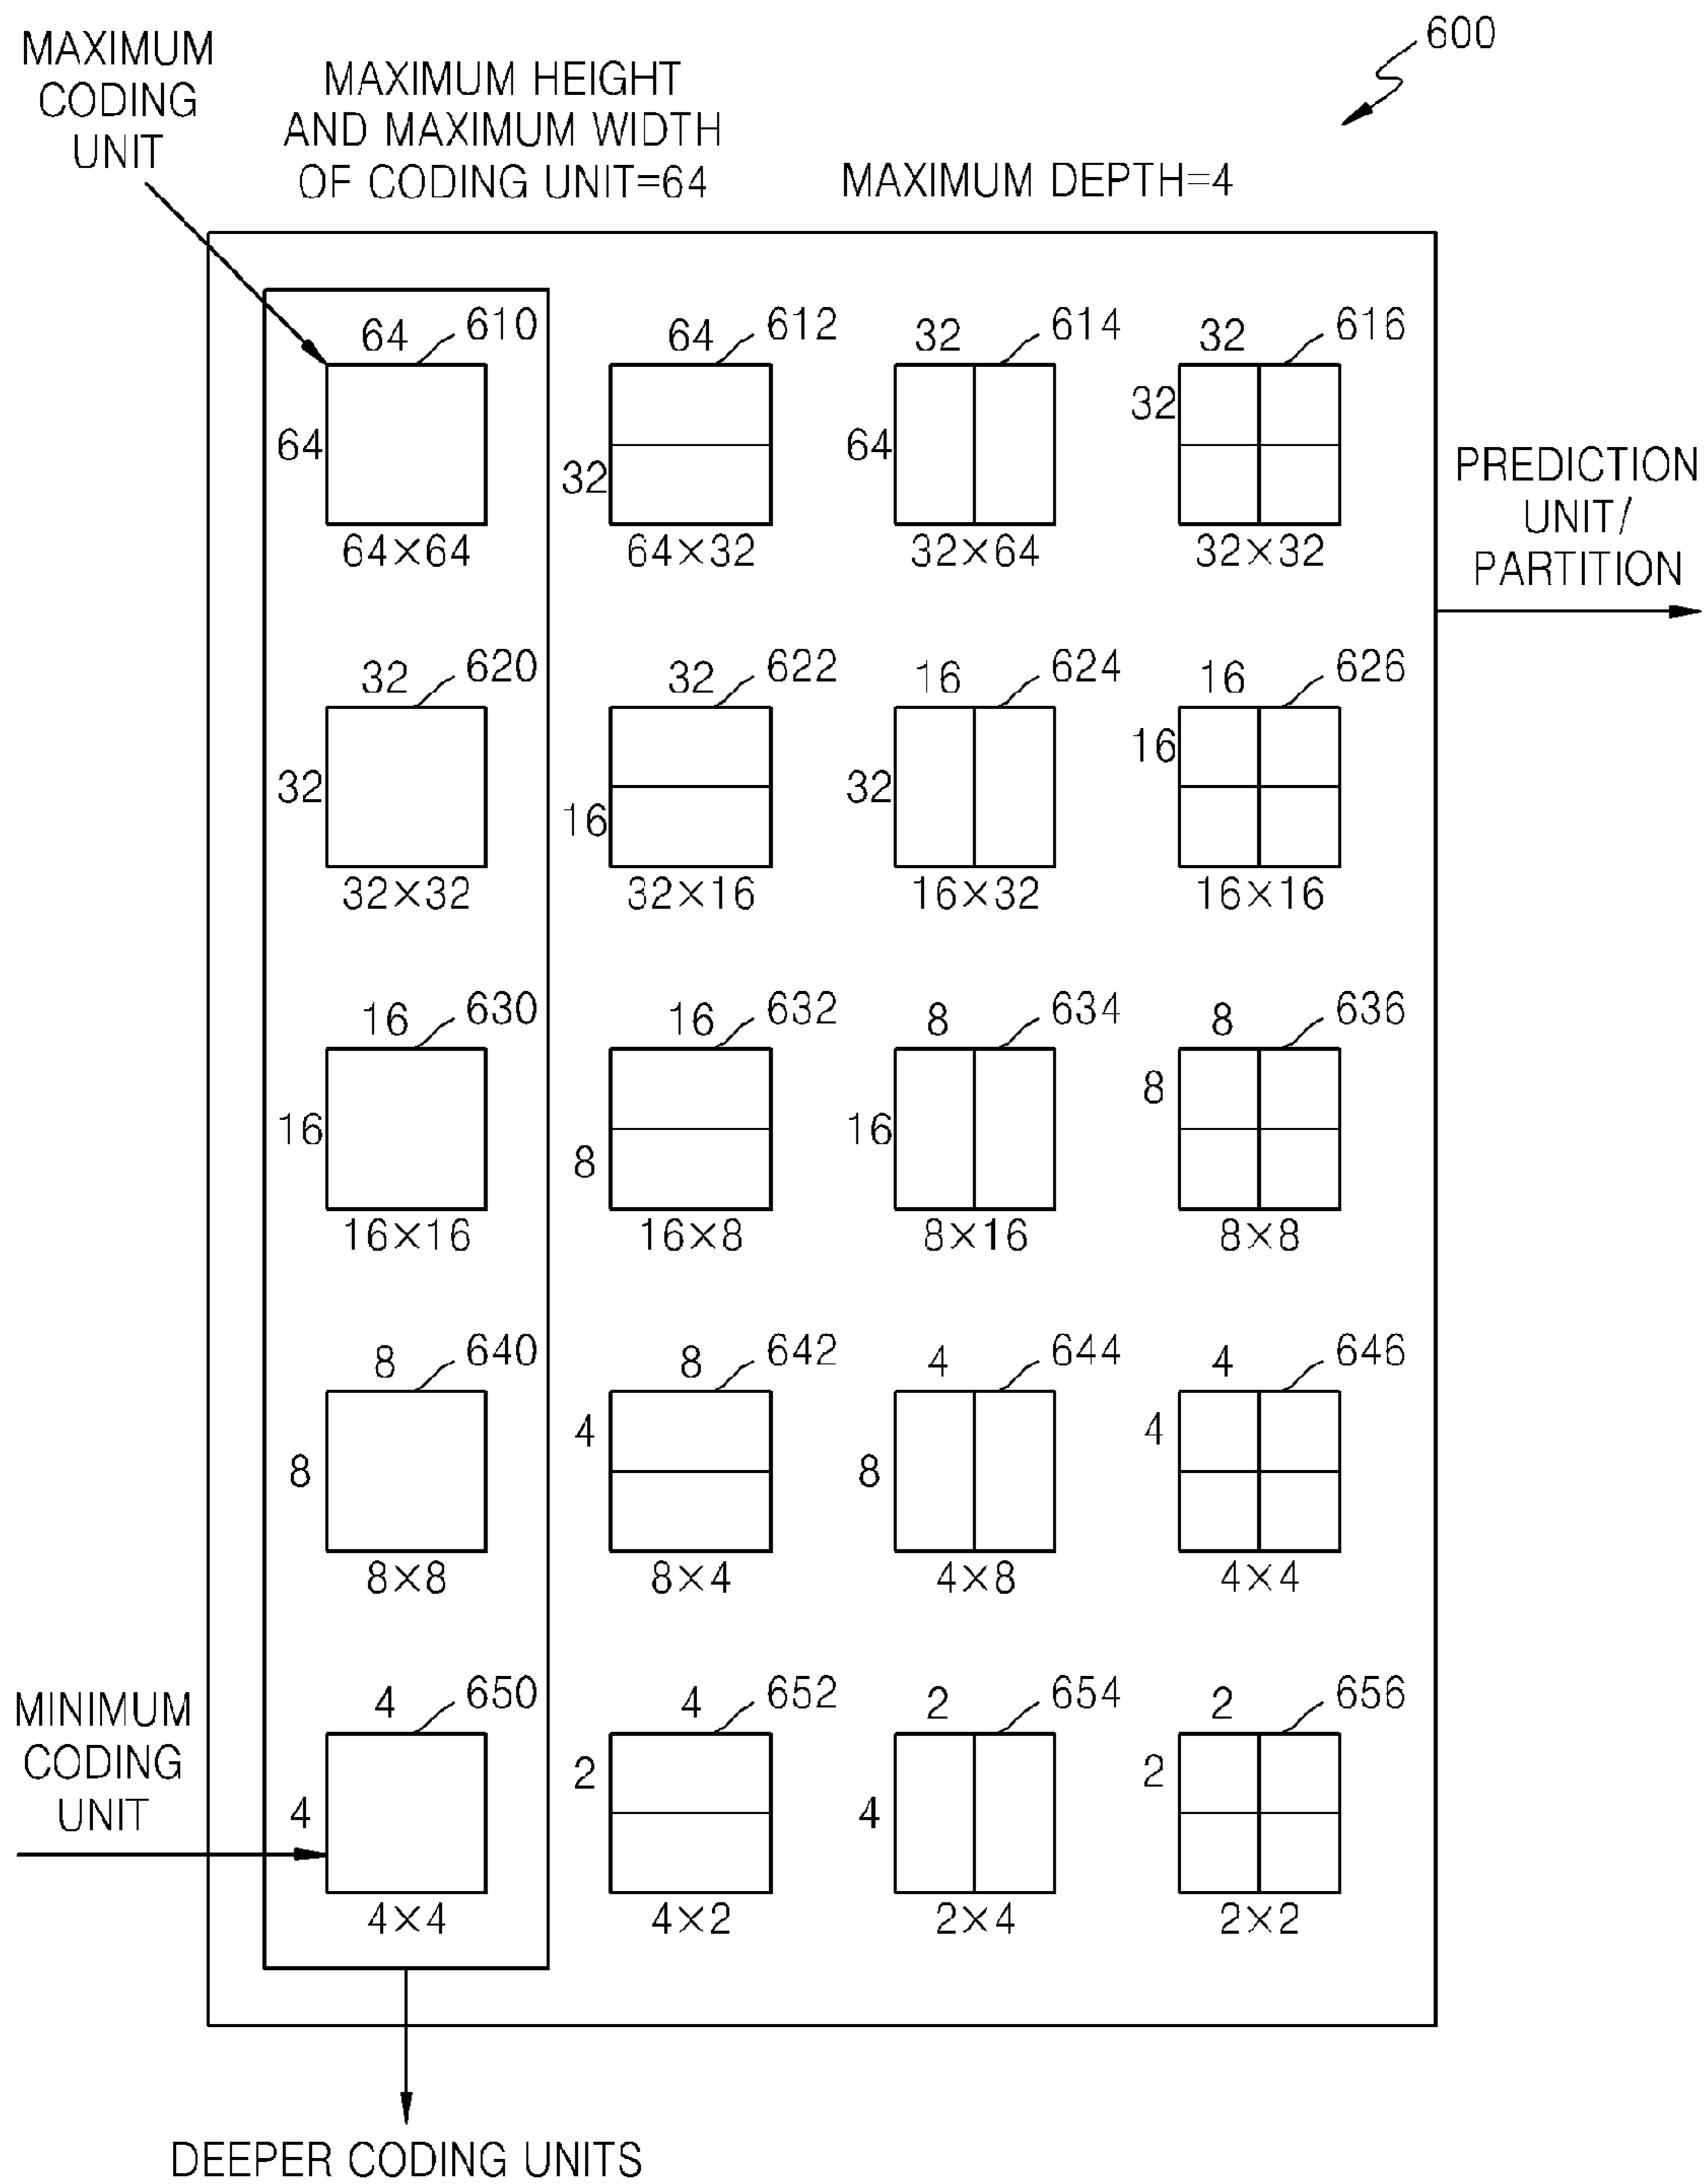 600
MAXIMUM
CODING
UNIT
MAXIMUM HEIGHT
AND MAXIMUM WIDTH
OF CODING UNIT=64
MAXIMUM DEPTH=4
64 610 64 612 32 614 32 616
64 32 64 32
64×64 64×32 32×64 32×32
PREDICTION
UNIT/
PARTITION
32 620 32 622 16 624 16 626
32 16 32 16
32×32 32×16 16×32 16×16
16 630 16 632 8 634 8 636
16 8 16 8
16×16 16×8 8×16 8×8
8 640 8 642 4 644 4 646
8 4 8 4
8×8 8×4 4×8 4×4
MINIMUM
CODING
UNIT
4 650 4 652 2 654 2 656
4 2 4 2
4×4 4×2 2×4 2×2
DEEPER CODING UNITS